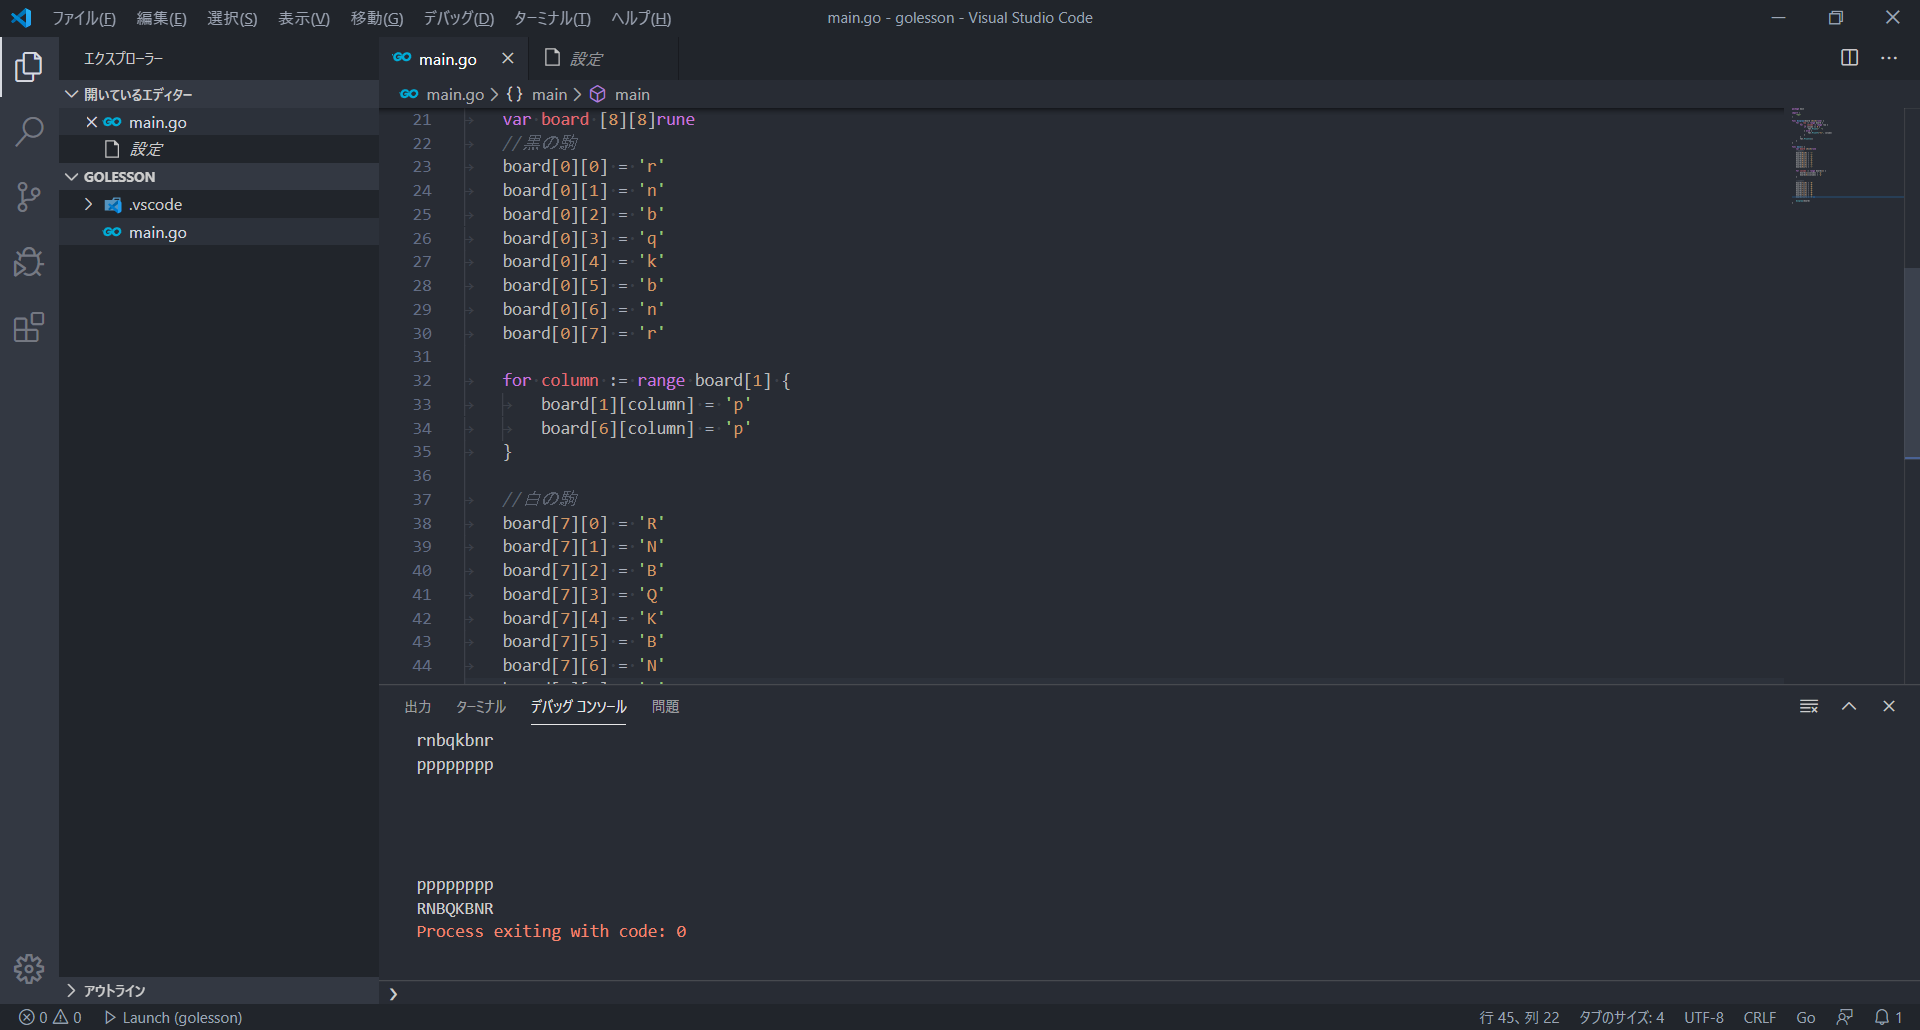 ファイル(F) 編集(E) 選択(S) 表示(V) 移動(G) デバッグ(D) ターミナル(T) ヘルプ(H)
main.go - golesson - Visual Studio Code
エクスプローラー
開いているエディター
main.go
設定
GOLESSON
.vscode
main.go
アウトライン
main.go
設定
main.go > {} main > main
21 var board [8][8]rune
22 //黒の駒
23 board[0][0] = 'r'
24 board[0][1] = 'n'
25 board[0][2] = 'b'
26 board[0][3] = 'q'
27 board[0][4] = 'k'
28 board[0][5] = 'b'
29 board[0][6] = 'n'
30 board[0][7] = 'r'
31
32 for column := range board[1] {
33 board[1][column] = 'p'
34 board[6][column] = 'p'
35 }
36
37 //白の駒
38 board[7][0] = 'R'
39 board[7][1] = 'N'
40 board[7][2] = 'B'
41 board[7][3] = 'Q'
42 board[7][4] = 'K'
43 board[7][5] = 'B'
44 board[7][6] = 'N'
出力 ターミナル デバッグ コンソール 問題
rnbqkbnr
pppppppp
pppppppp
RNBQKBNR
Process exiting with code: 0
0 0 Launch (golesson)
行 45、列 22 タブのサイズ: 4 UTF-8 CRLF Go 1